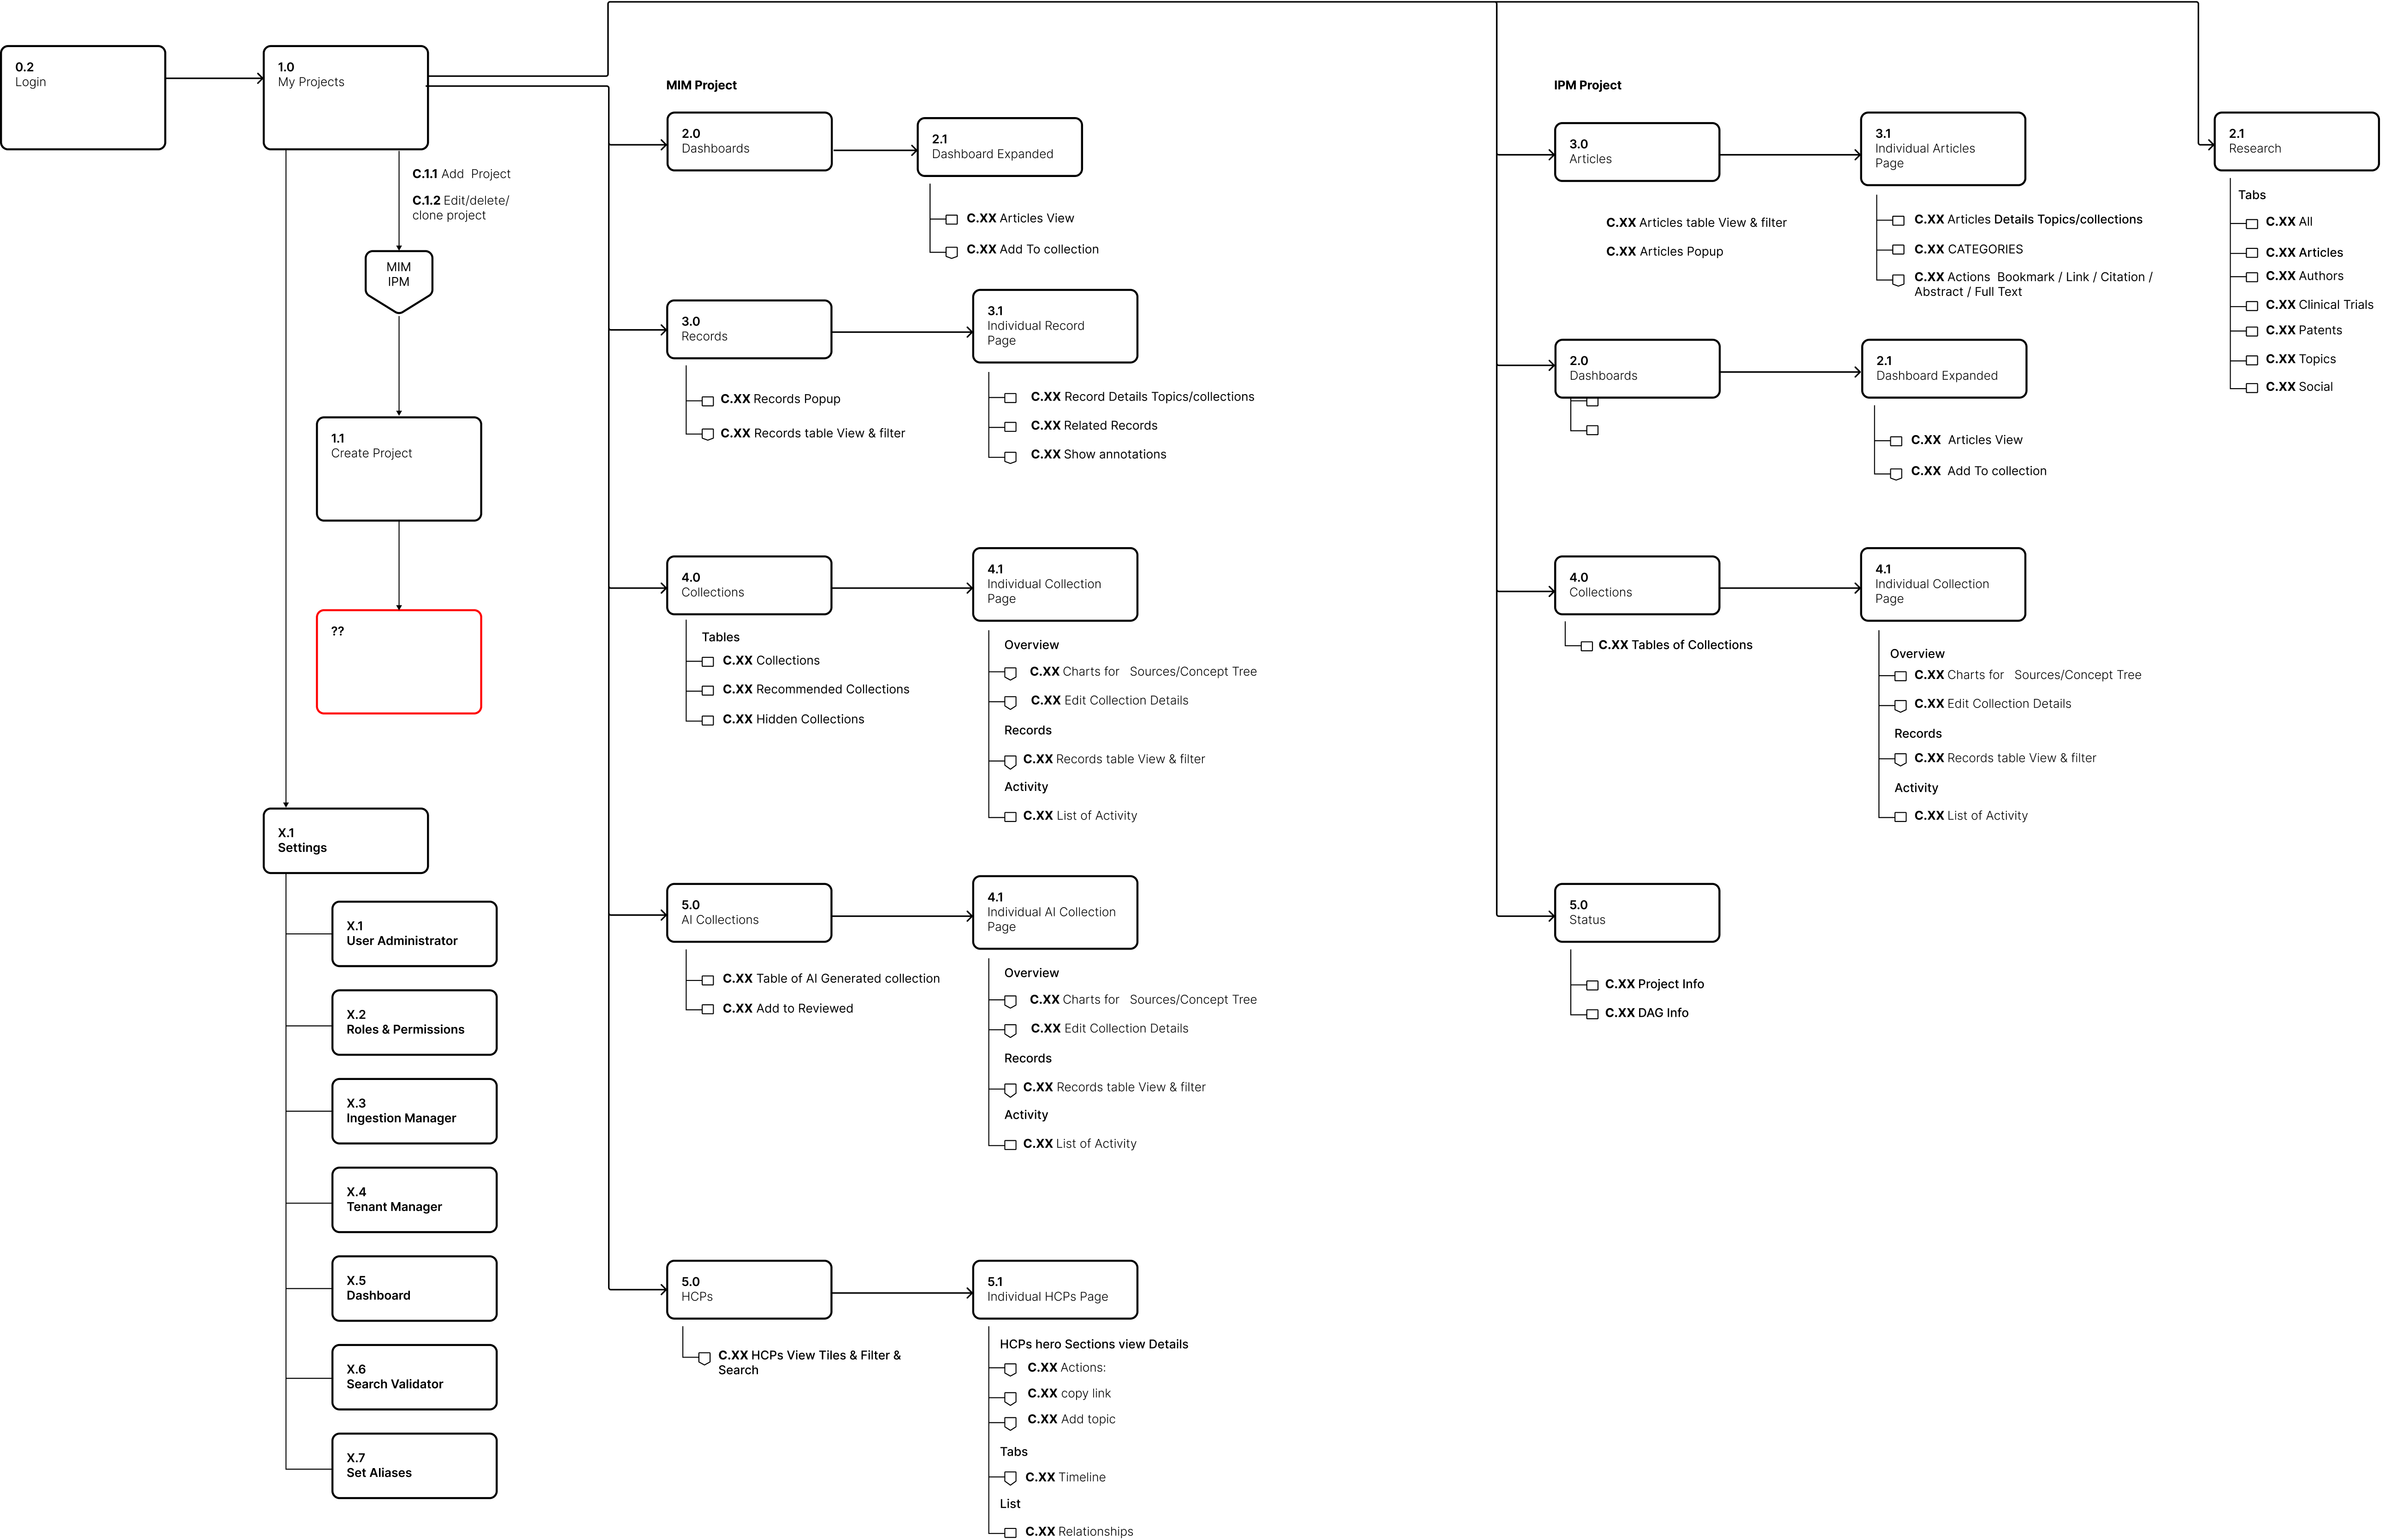 0.2
Login
1.0
My Projects
C.1.1 Add Project
C.1.2 Edit/delete/
clone project
MIM
IPM
1.1
Create Project
??
X.1
Settings
X.1
User Administrator
X.2
Roles & Permissions
X.3
Ingestion Manager
X.4
Tenant Manager
X.5
Dashboard
X.6
Search Validator
X.7
Set Aliases
MIM Project
2.0
Dashboards
2.1
Dashboard Expanded
C.XX Articles View
C.XX Add To collection
3.0
Records
C.XX Records Popup
C.XX Records table View & filter
3.1
Individual Record
Page
C.XX Record Details Topics/collections
C.XX Related Records
C.XX Show annotations
4.0
Collections
Tables
C.XX Collections
C.XX Recommended Collections
C.XX Hidden Collections
4.1
Individual Collection
Page
Overview
C.XX Charts for Sources/Concept Tree
C.XX Edit Collection Details
Records
C.XX Records table View & filter
Activity
C.XX List of Activity
5.0
AI Collections
C.XX Table of AI Generated collection
C.XX Add to Reviewed
4.1
Individual AI Collection
Page
Overview
C.XX Charts for Sources/Concept Tree
C.XX Edit Collection Details
Records
C.XX Records table View & filter
Activity
C.XX List of Activity
5.0
HCPs
C.XX HCPs View Tiles & Filter &
Search
5.1
Individual HCPs Page
HCPs hero Sections view Details
C.XX Actions:
C.XX copy link
C.XX Add topic
Tabs
C.XX Timeline
List
C.XX Relationships
IPM Project
3.0
Articles
C.XX Articles table View & filter
C.XX Articles Popup
3.1
Individual Articles
Page
C.XX Articles Details Topics/collections
C.XX CATEGORIES
C.XX Actions Bookmark / Link / Citation /
Abstract / Full Text
2.0
Dashboards
2.1
Dashboard Expanded
C.XX Articles View
C.XX Add To collection
4.0
Collections
C.XX Tables of Collections
4.1
Individual Collection
Page
Overview
C.XX Charts for Sources/Concept Tree
C.XX Edit Collection Details
Records
C.XX Records table View & filter
Activity
C.XX List of Activity
5.0
Status
C.XX Project Info
C.XX DAG Info
2.1
Research
Tabs
C.XX All
C.XX Articles
C.XX Authors
C.XX Clinical Trials
C.XX Patents
C.XX Topics
C.XX Social